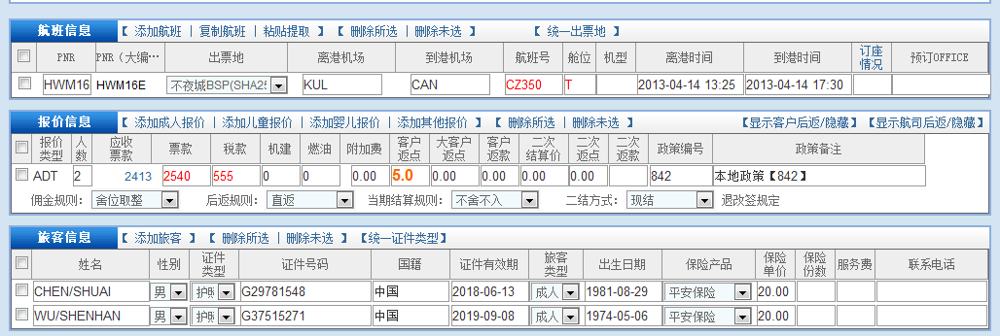 航班信息 【 添加航班 | 复制航班 | 粘贴提取 】 【 删除所选 | 删除未选 】 【 统一出票地 】
PNR PNR（大编… 出票地 离港机场 到港机场 航班号 舱位 机型 离港时间 到港时间 订座情况 预订OFFICE
HWM16 HWM16E 不夜城BSP(SHA25 KUL CAN CZ350 T 2013-04-14 13:25 2013-04-14 17:30
报价信息 【 添加成人报价 | 添加儿童报价 | 添加婴儿报价 | 添加其他报价 】 【 删除所选 | 删除未选 】 【显示客户后返/隐藏】【显示航司后返/隐藏】
报价类型 人数 应收票款 票款 税款 机建 燃油 附加费 客户返点 大客户返点 客户返款 二次结算价 二次返点 二次返款 政策编号 政策备注
ADT 2 2413 2540 555 0 0 0.00 5.0 0.00 0.00 0.00 0.00 842 本地政策【842】
佣金规则： 舍位取整 后返规则： 直返 当期结算规则： 不舍不入 二结方式： 现结 退改签规定
旅客信息 【 添加旅客 】 【 删除所选 | 删除未选 】 【统一证件类型】
姓名 性别 证件类型 证件号码 国籍 证件有效期 旅客类型 出生日期 保险产品 保险单价 保险份数 服务费 联系电话
CHEN/SHUAI 男 护照 G29781548 中国 2018-06-13 成人 1981-08-29 平安保险 20.00
WU/SHENHAN 男 护照 G37515271 中国 2019-09-08 成人 1974-05-06 平安保险 20.00